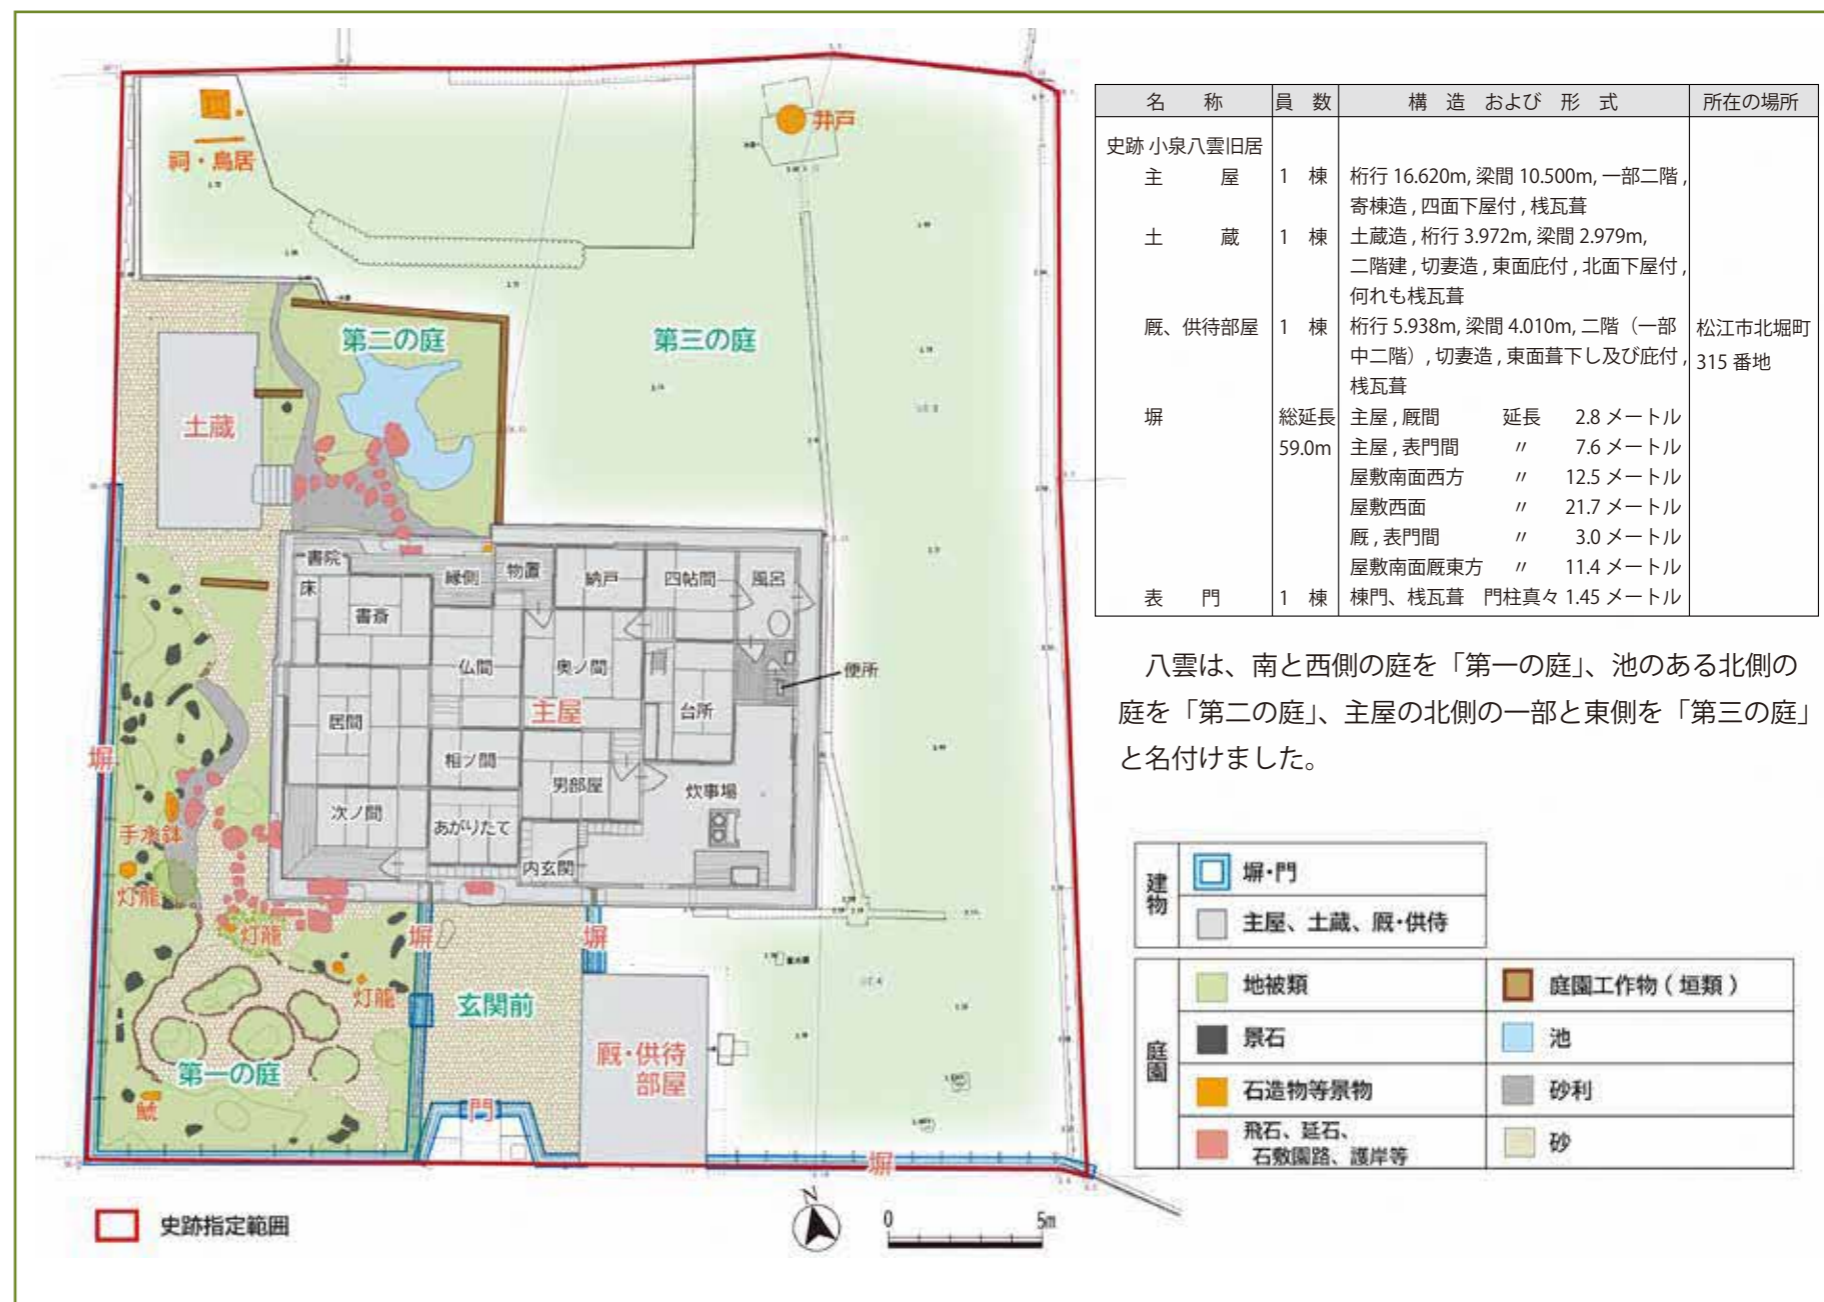 祠・鳥居
井戸
第二の庭
第三の庭
土蔵
書院
床
書斎
縁側
物置
納戸
四帖間
風呂
仏間
奥ノ間
便所
主屋
台所
居間
相ノ間
男部屋
炊事場
次ノ間
あがりたて
内玄関
塀
手水鉢
灯籠
灯籠
灯籠
塀
塀
玄関前
厩・供待
部屋
第一の庭
門
塀
史跡指定範囲
N
0 5m
名 称 員 数 構 造 および 形 式 所在の場所
史跡 小泉八雲旧居
主 屋 1 棟 桁行 16.620m, 梁間 10.500m, 一部二階 ,
寄棟造 , 四面下屋付 , 桟瓦葺
土 蔵 1 棟 土蔵造 , 桁行 3.972m, 梁間 2.979m,
二階建 , 切妻造 , 東面庇付 , 北面下屋付 ,
何れも桟瓦葺
厩、供待部屋 1 棟 桁行 5.938m, 梁間 4.010m, 二階(一部 松江市北堀町
中二階), 切妻造 , 東面葺下し及び庇付 , 315 番地
桟瓦葺
塀 総延長 主屋 , 厩間 延長 2.8 メートル
59.0m 主屋 , 表門間 〃 7.6 メートル
屋敷南面西方 〃 12.5 メートル
屋敷西面 〃 21.7 メートル
厩 , 表門間 〃 3.0 メートル
屋敷南面厩東方 〃 11.4 メートル
表 門 1 棟 棟門、桟瓦葺 門柱真々 1.45 メートル
八雲は、南と西側の庭を「第一の庭」、池のある北側の
庭を「第二の庭」、主屋の北側の一部と東側を「第三の庭」
と名付けました。
建物
塀・門
主屋、土蔵、厩・供待
庭園
地被類
庭園工作物(垣類)
景石
池
石造物等景物
砂利
飛石、延石、
石敷園路、護岸等
砂